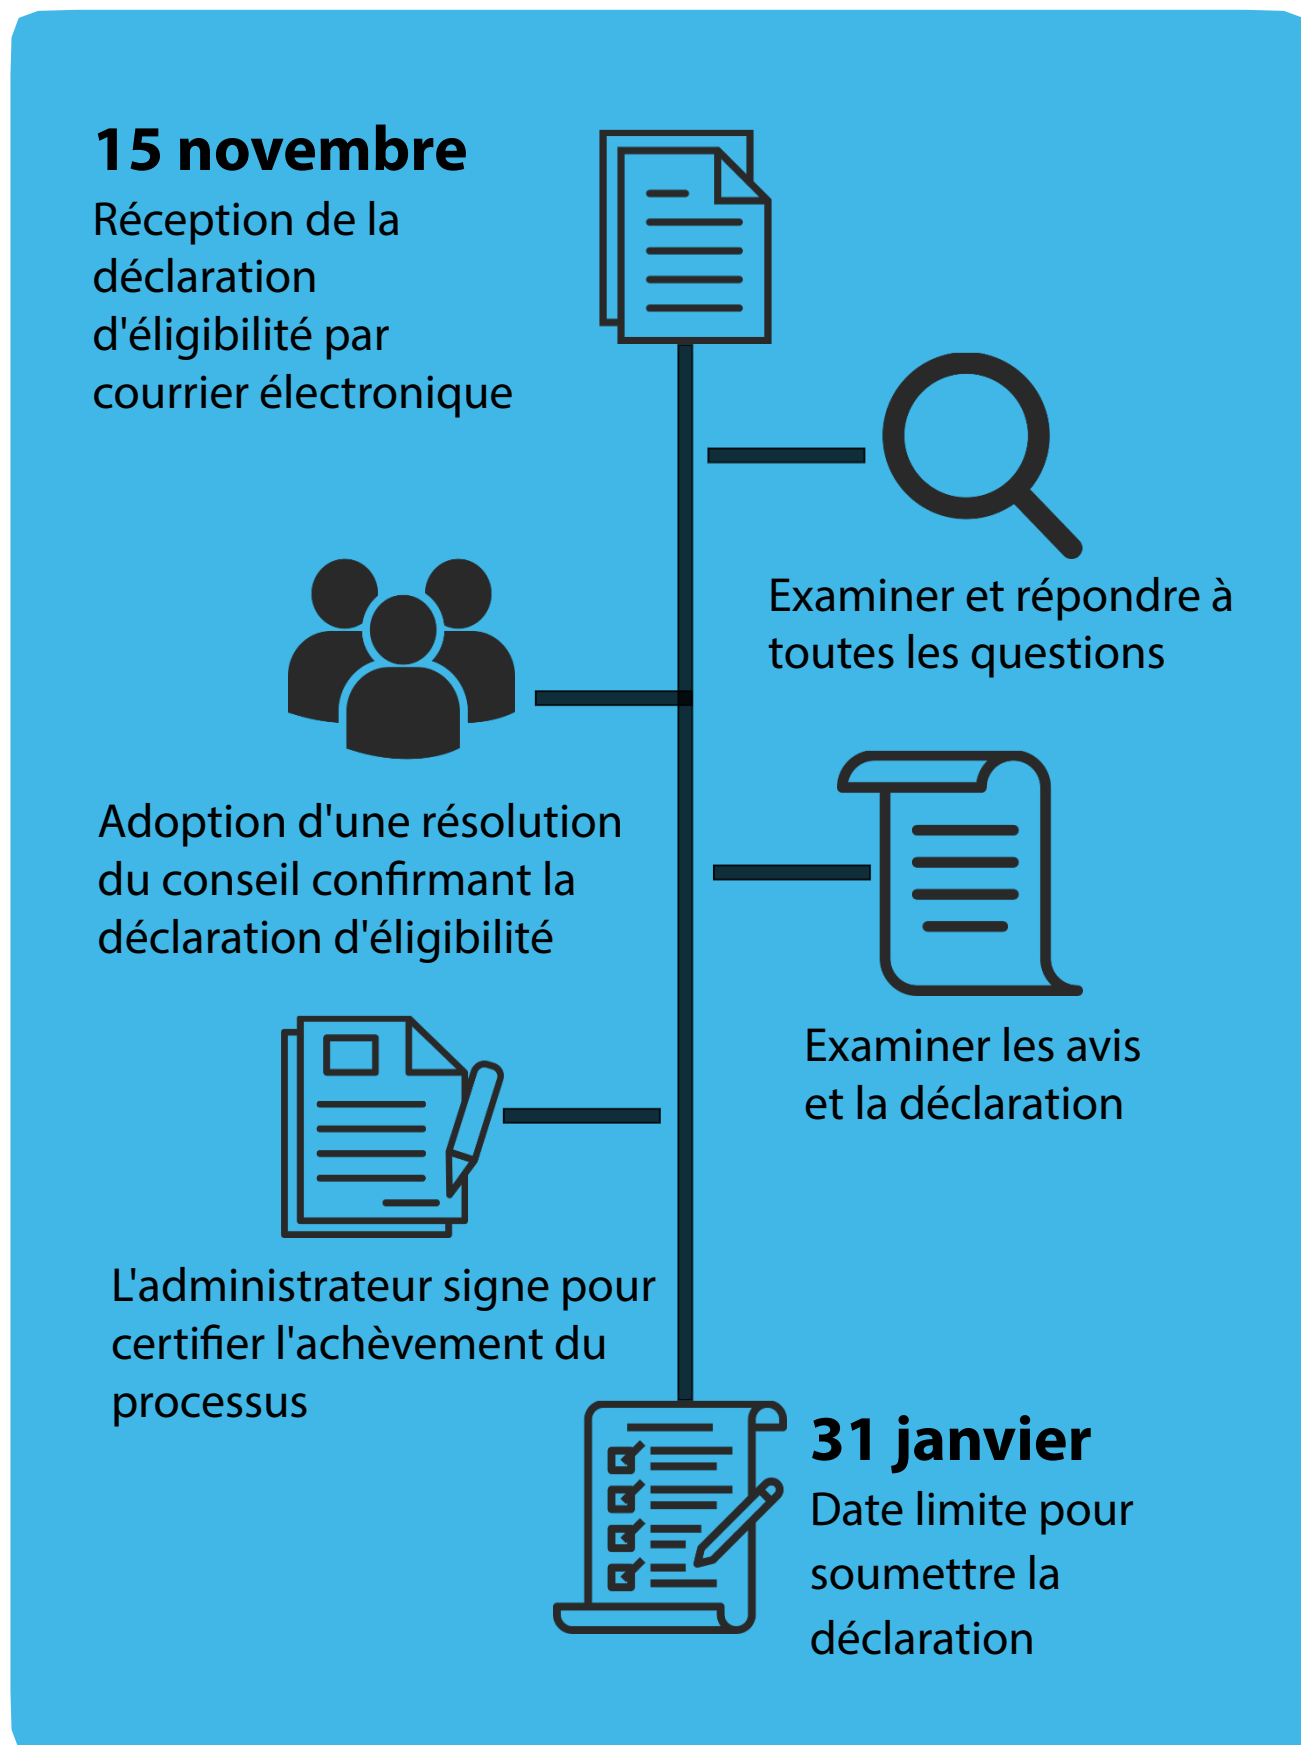 15 novembre
Réception de la
déclaration
d'éligibilité par
courrier électronique
Examiner et répondre à
toutes les questions
Adoption d'une résolution
du conseil confirmant la
déclaration d'éligibilité
Examiner les avis
et la déclaration
L'administrateur signe pour
certifier l'achèvement du
processus
31 janvier
Date limite pour
soumettre la
déclaration